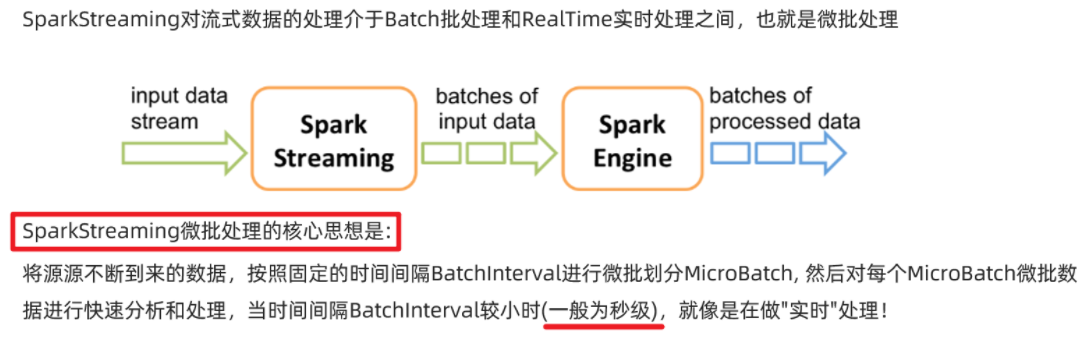 SparkStreaming对流式数据的处理介于Batch批处理和RealTime实时处理之间，也就是微批处理
input data
stream
Spark
Streaming
batches of
input data
Spark
Engine
batches of
processed data
SparkStreaming微批处理的核心思想是:
将源源不断到来的数据，按照固定的时间间隔BatchInterval进行微批划分MicroBatch, 然后对每个MicroBatch微批数
据进行快速分析和处理，当时间间隔BatchInterval较小时(一般为秒级)，就像是在做"实时"处理！